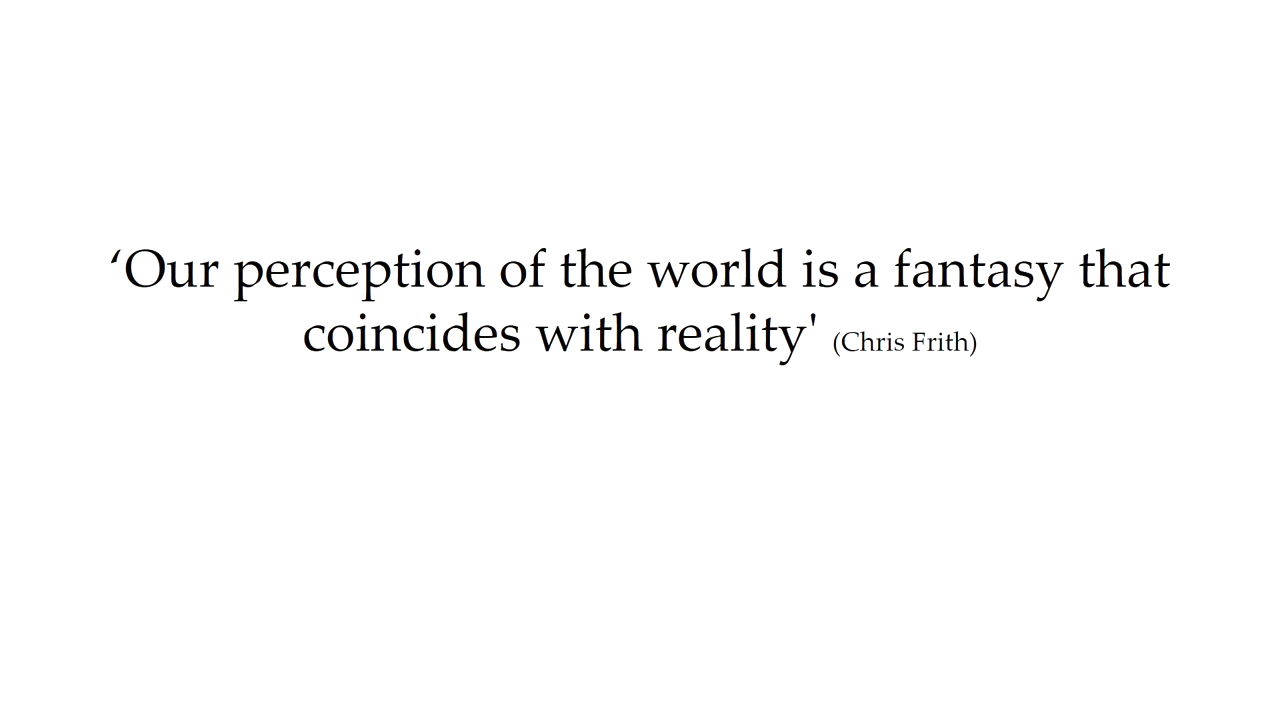 ‘Our perception of the world is a fantasy that
coincides with reality' (Chris Frith)